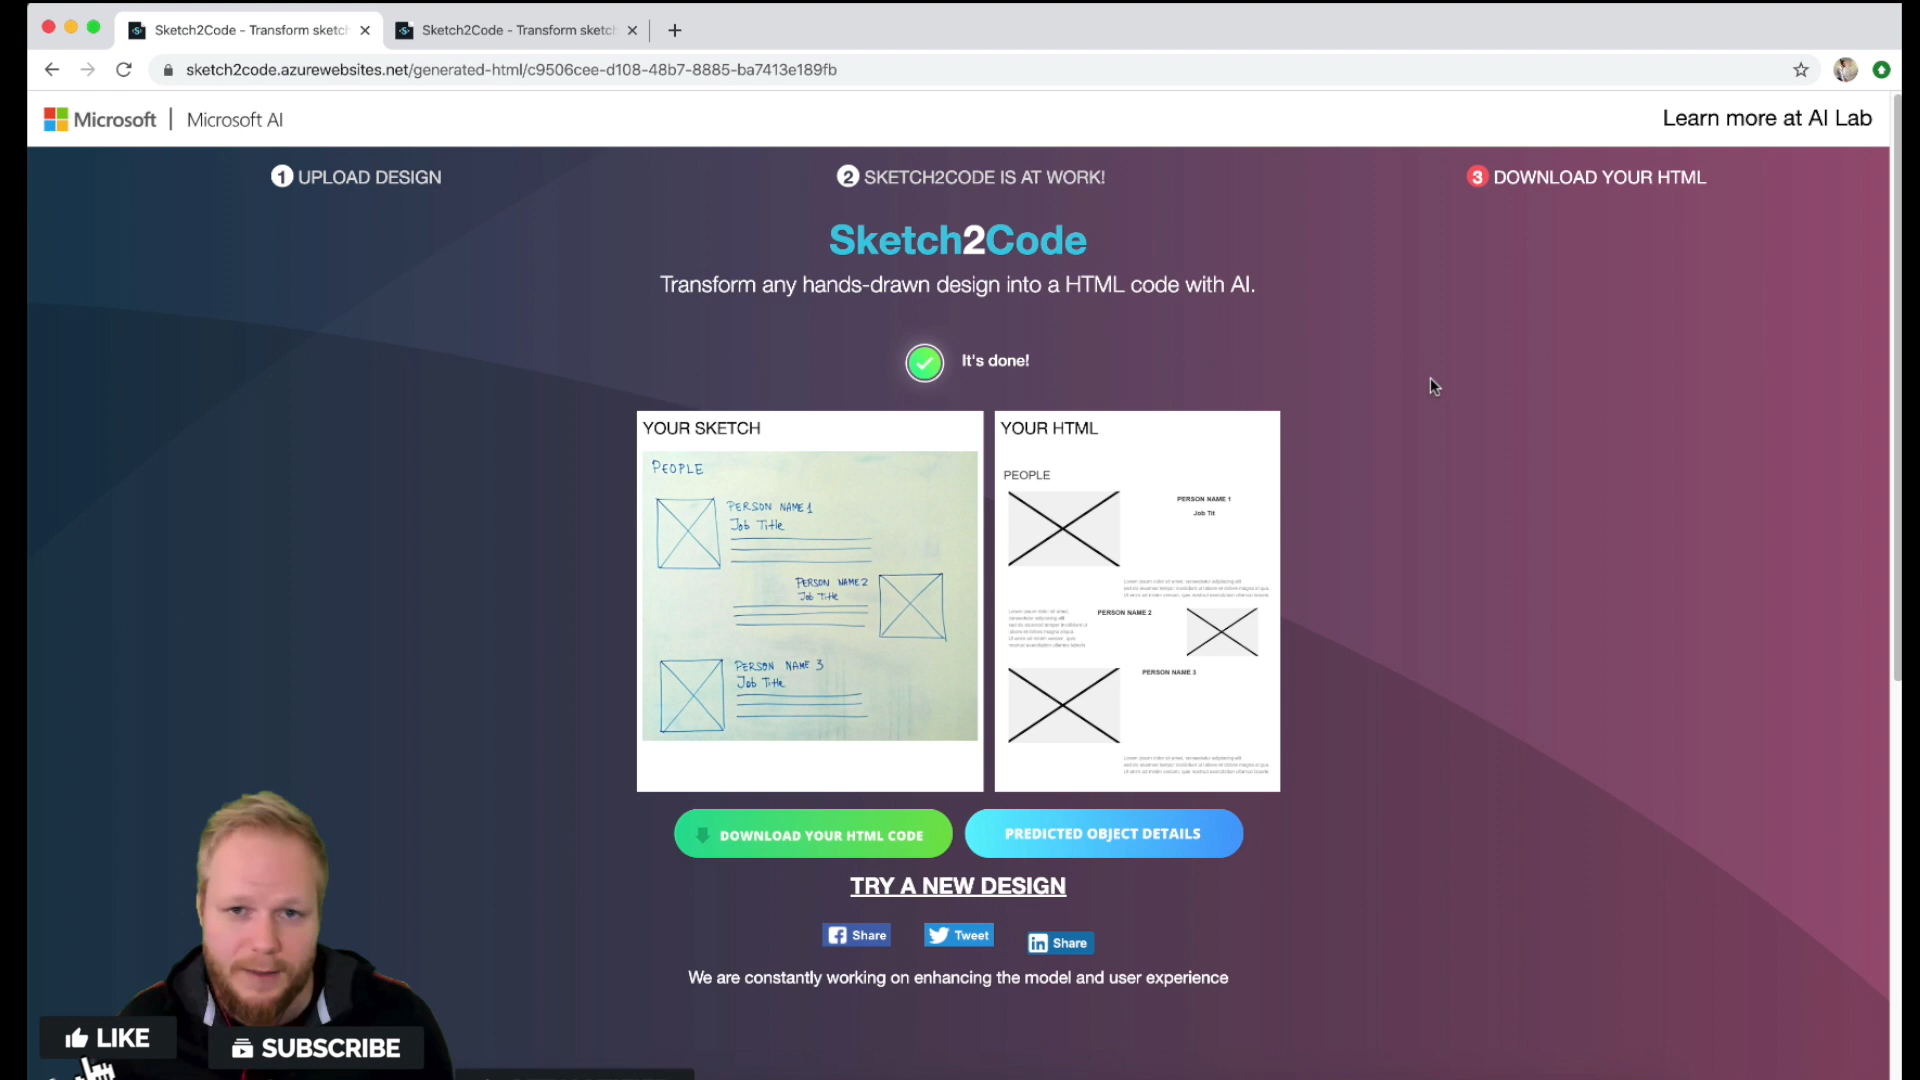 Sketch2Code - Transform sketch
Sketch2Code - Transform sketch
sketch2code.azurewebsites.net/generated-html/c9506cee-d108-48b7-8885-ba7413e189fb
Microsoft | Microsoft AI
Learn more at AI Lab
1 UPLOAD DESIGN
2 SKETCH2CODE IS AT WORK!
3 DOWNLOAD YOUR HTML
Sketch2Code
Transform any hands-drawn design into a HTML code with AI.
It's done!
YOUR SKETCH
PEOPLE
PERSON NAME 1
Job Title
PERSON NAME 2
Job Title
PERSON NAME 3
Job Title
YOUR HTML
PEOPLE
PERSON NAME 1
Job Tit
PERSON NAME 2
PERSON NAME 3
DOWNLOAD YOUR HTML CODE
PREDICTED OBJECT DETAILS
TRY A NEW DESIGN
Share
Tweet
Share
We are constantly working on enhancing the model and user experience
LIKE
SUBSCRIBE